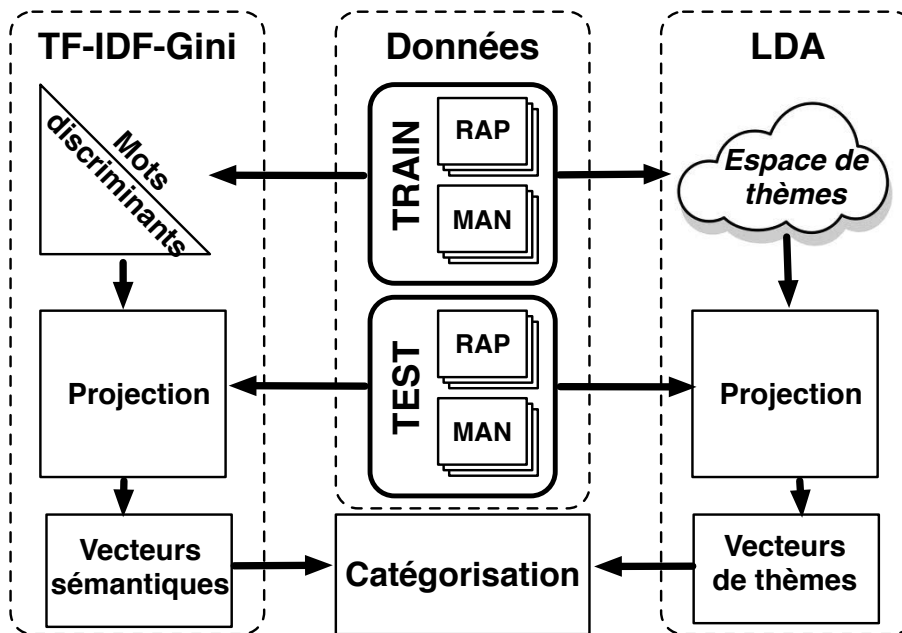 TF-IDF-Gini
Données
LDA
Mots
discriminants
TRAIN
RAP
MAN
Espace de
thèmes
Projection
TEST
RAP
MAN
Projection
Vecteurs
sémantiques
Catégorisation
Vecteurs
de thèmes